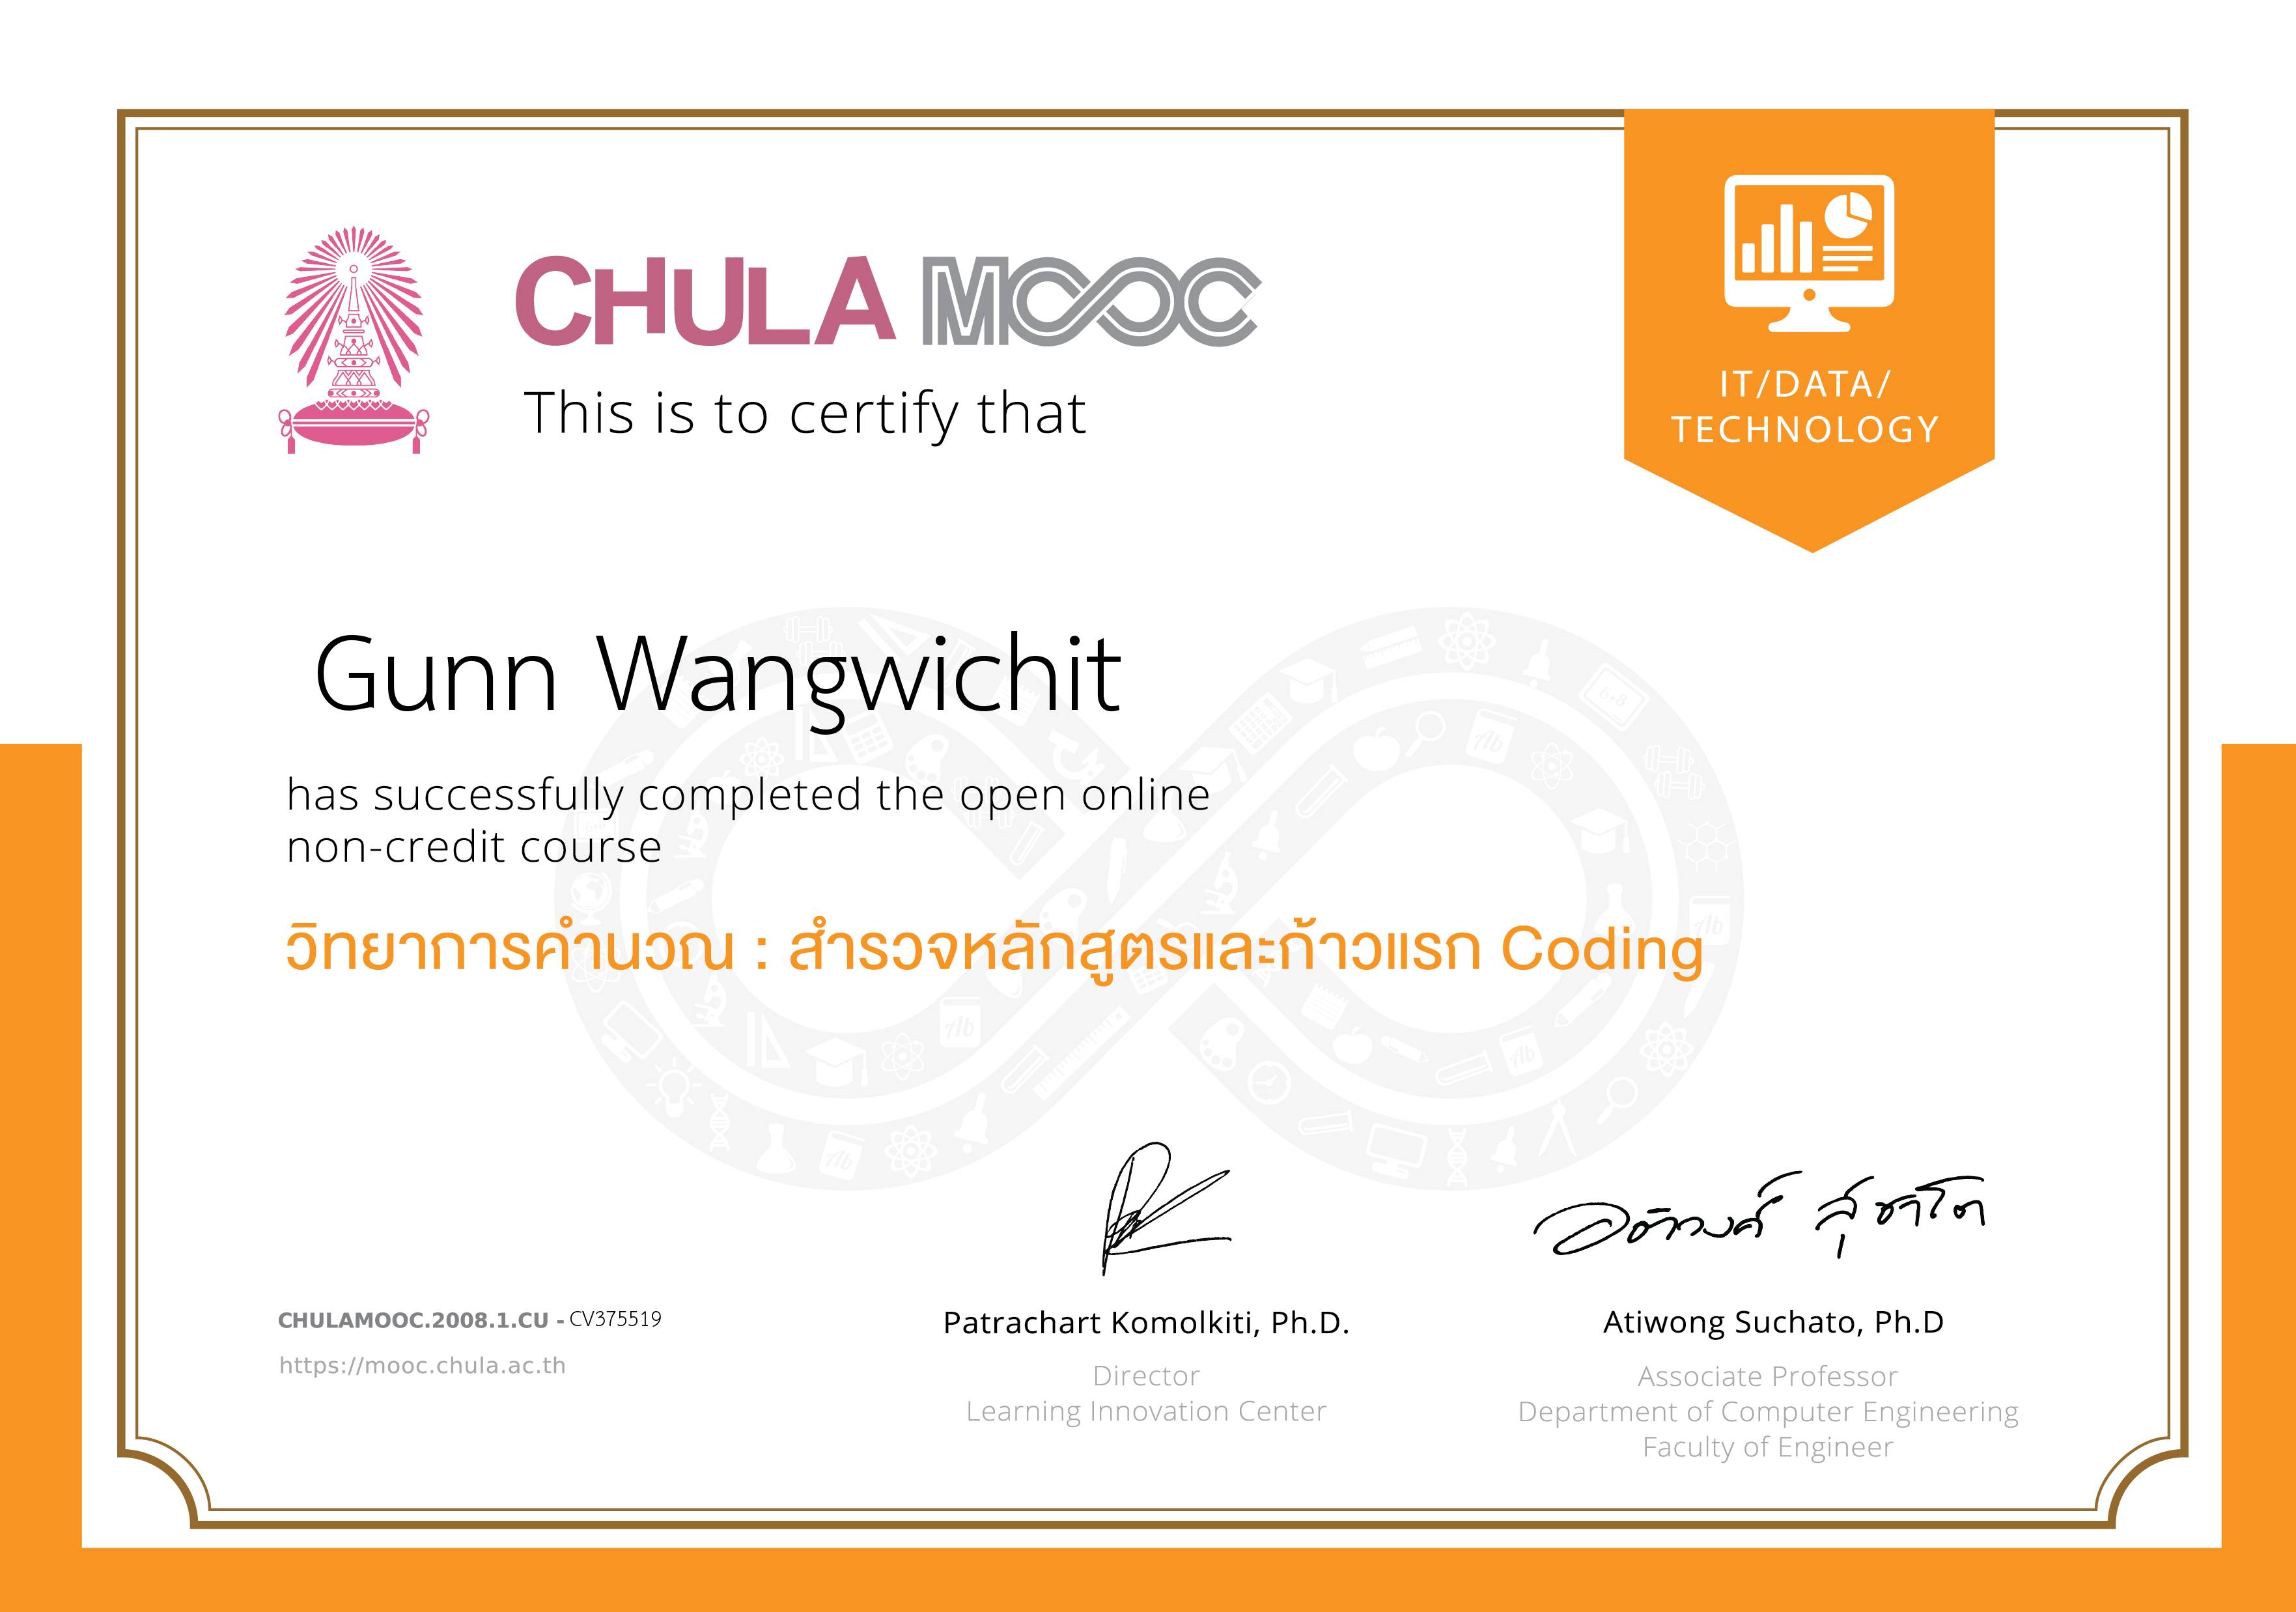 CHULA MOOC
This is to certify that
IT/DATA/
TECHNOLOGY
Gunn Wangwichit
has successfully completed the open online
non-credit course
วิทยาการคำนวณ : สำรวจหลักสูตรและก้าวแรก Coding
อติวงศ์ สุชาโต
CHULAMOOC.2008.1.CU - CV375519
https://mooc.chula.ac.th
Patrachart Komolkiti, Ph.D.
Director
Learning Innovation Center
Atiwong Suchato, Ph.D
Associate Professor
Department of Computer Engineering
Faculty of Engineer